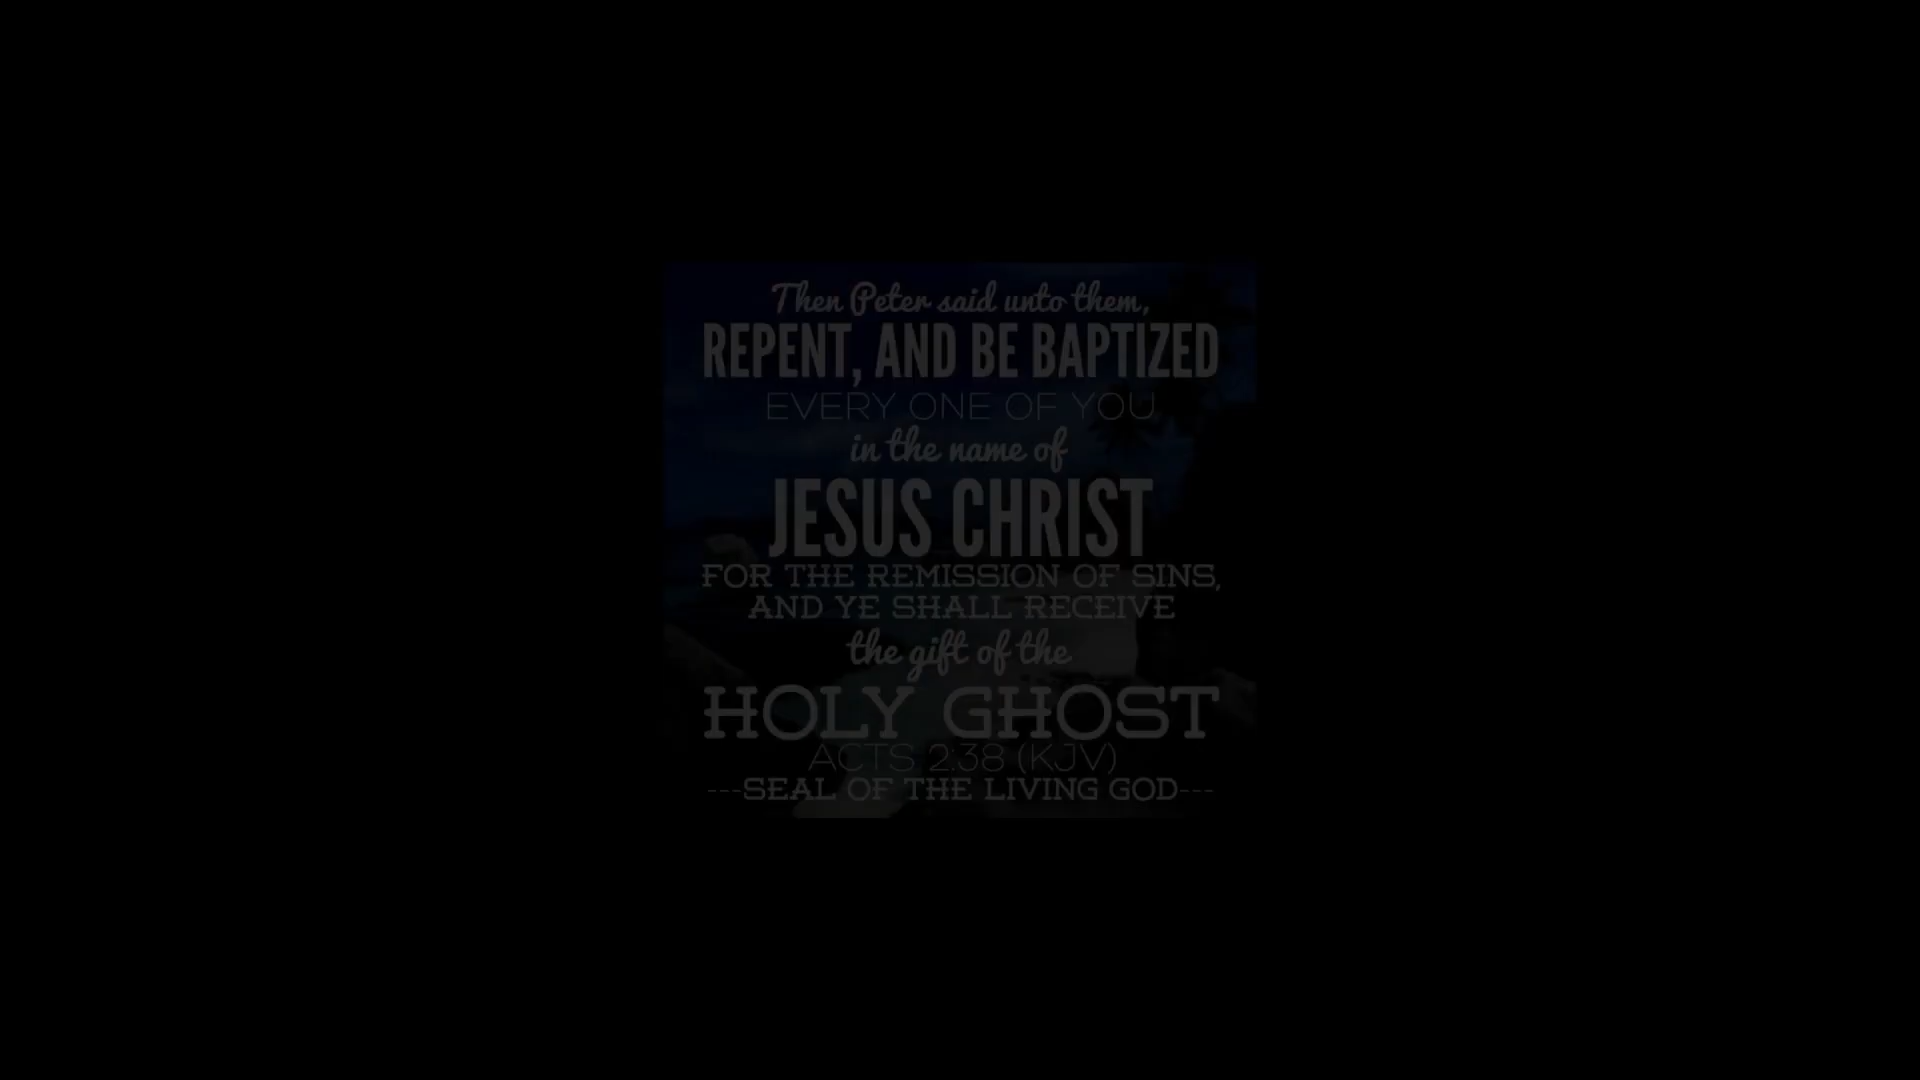 Then Peter said unto them,
REPENT, AND BE BAPTIZED
EVERY ONE OF YOU
in the name of
JESUS CHRIST
FOR THE REMISSION OF SINS,
AND YE SHALL RECEIVE
the gift of the
HOLY GHOST
ACTS 2:38 (KJV)
---SEAL OF THE LIVING GOD---